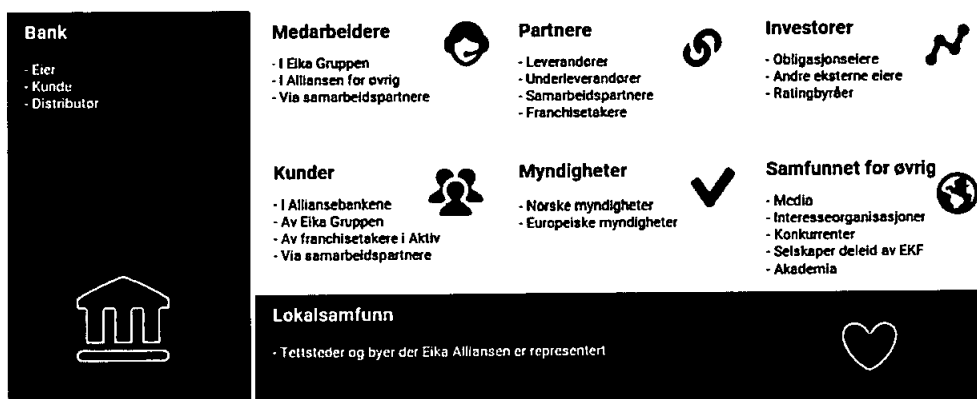 Bank
- Eier
- Kunde
- Distributør
Medarbeidere
- I Eika Gruppen
- I Alliansen for øvrig
- Via samarbeidspartnere
Partnere
- Leverandører
- Underleverandører
- Samarbeidspartnere
- Franchisetakere
Investorer
- Obligasjonseiere
- Andre eksterne eiere
- Ratingbyråer
Kunder
- I Alliansebankene
- Av Eika Gruppen
- Av franchisetakere i Aktiv
- Via samarbeidspartnere
Myndigheter
- Norske myndigheter
- Europeiske myndigheter
Samfunnet for øvrig
- Media
- Interesseorganisasjoner
- Konkurrenter
- Selskaper deleid av EKF
- Akademia
Lokalsamfunn
- Tettsteder og byer der Eika Alliansen er representert